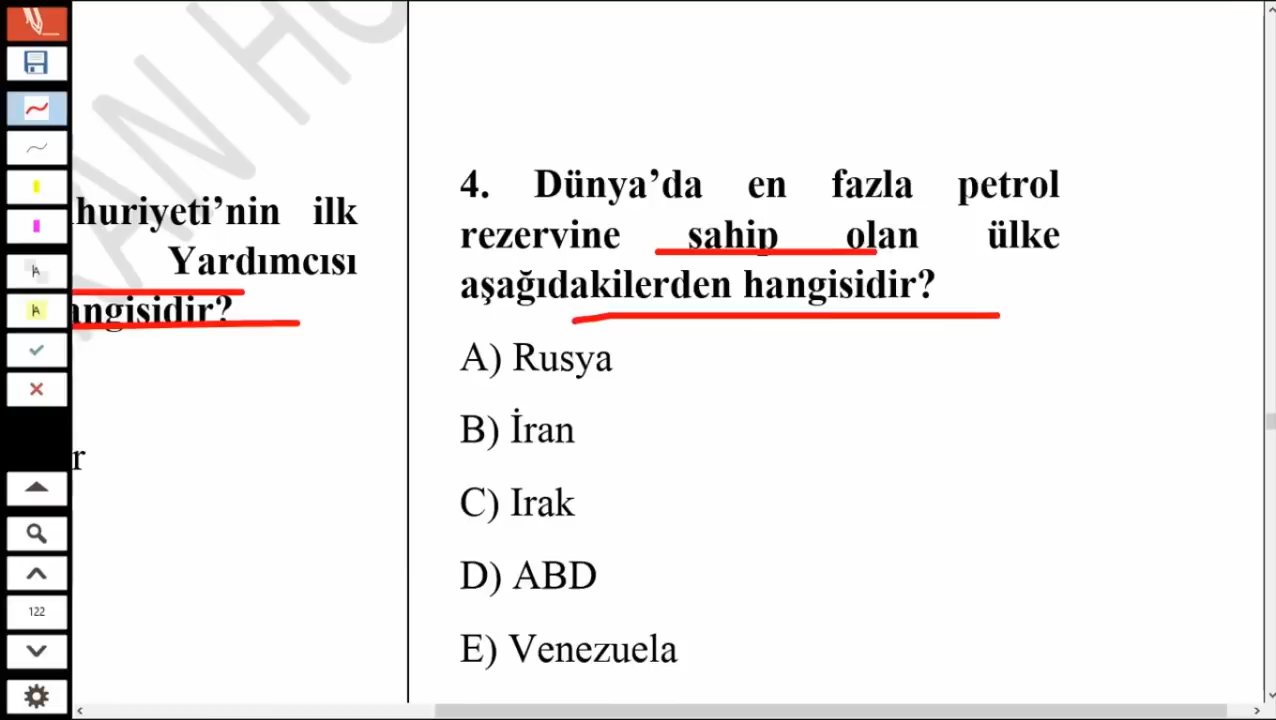 huriyeti’nin ilk
Yardımcısı
angisidir?
r
4. Dünya’da en fazla petrol
rezervine sahip olan ülke
aşağıdakilerden hangisidir?
A) Rusya
B) İran
C) Irak
D) ABD
E) Venezuela
122